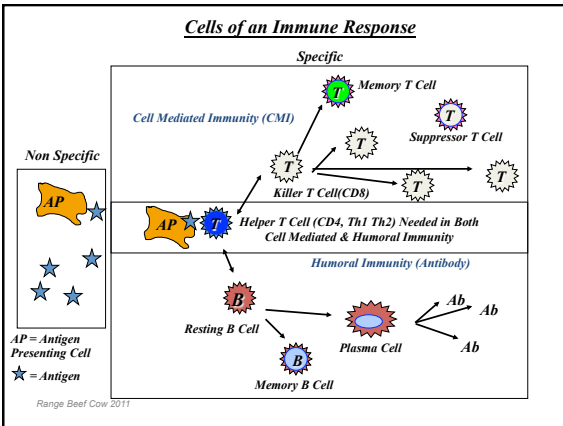 Cells of an Immune Response
Specific
Memory T Cell
T
Cell Mediated Immunity (CMI)
T
Suppressor T Cell
T
Non Specific
T
T
T
Killer T Cell(CD8)
AP
AP
T
Helper T Cell (CD4, Th1 Th2) Needed in Both
Cell Mediated & Humoral Immunity
Humoral Immunity (Antibody)
B
Ab
Ab
Resting B Cell
AP = Antigen
Presenting Cell
Plasma Cell
Ab
B
= Antigen
Memory B Cell
Range Beef Cow 2011